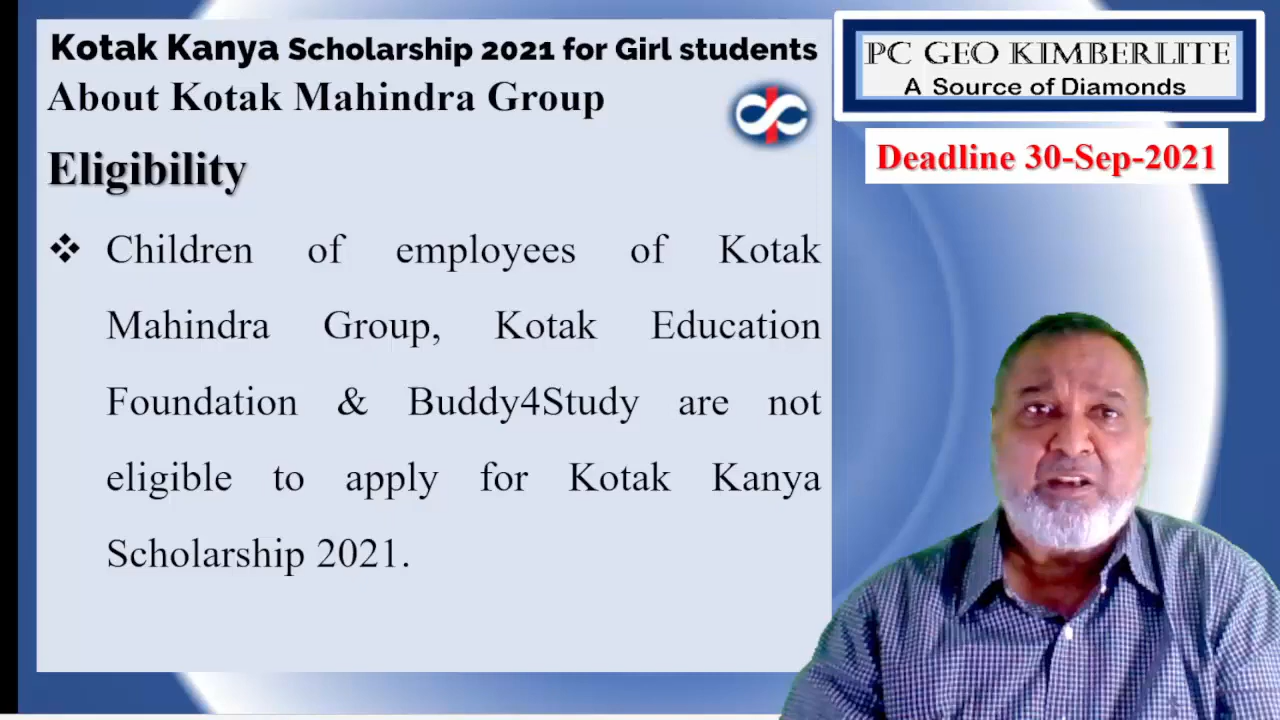 Kotak Kanya Scholarship 2021 for Girl students
About Kotak Mahindra Group
Eligibility
❖ Children of employees of Kotak
Mahindra Group, Kotak Education
Foundation & Buddy4Study are not
eligible to apply for Kotak Kanya
Scholarship 2021.
PC GEO KIMBERLITE
A Source of Diamonds
Deadline 30-Sep-2021